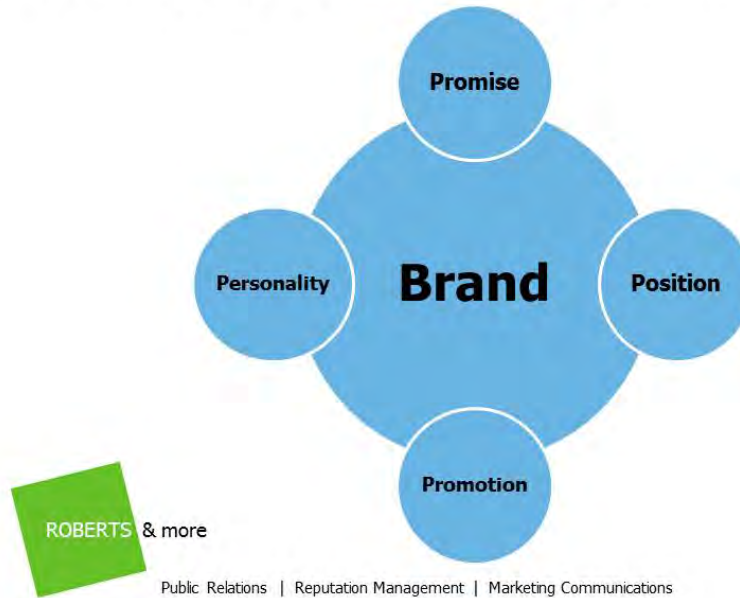 Promise
Personality
Brand
Position
Promotion
ROBERTS & more
Public Relations | Reputation Management | Marketing Communications